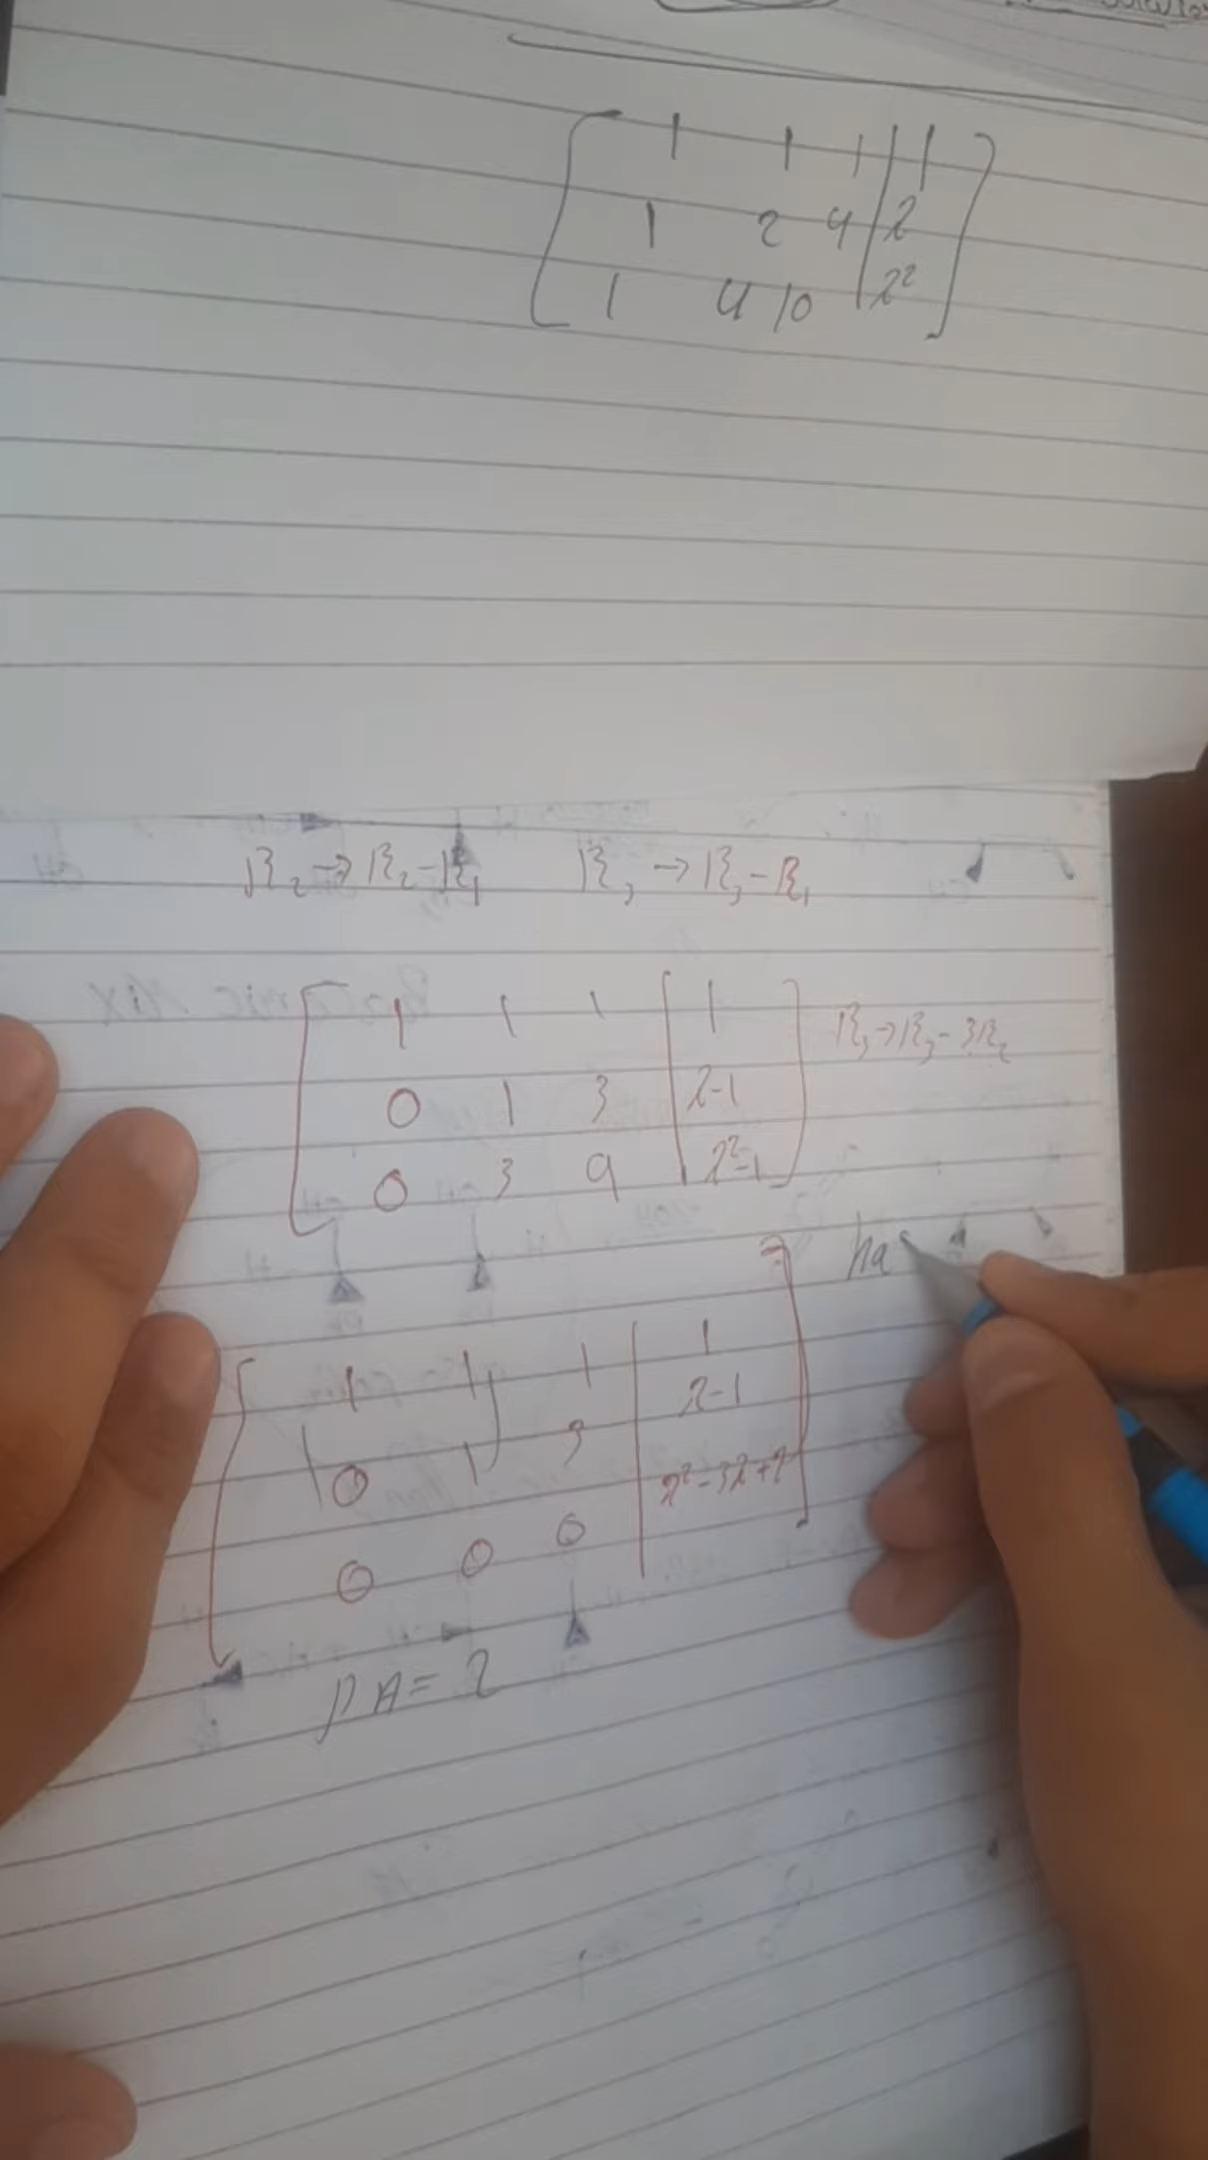 1 1 1 | 1
1 2 4 | λ
1 4 10 | λ²
R₂ → R₂ - R₁ R₃ → R₃ - R₁
1 1 1 | 1 R₃ → R₃ - 3R₂
0 1 3 | λ-1
0 3 9 | λ²-1
has
1 1 1 | 1
0 1 3 | λ-1
0 0 0 | λ²-3λ+2
ρA = 2